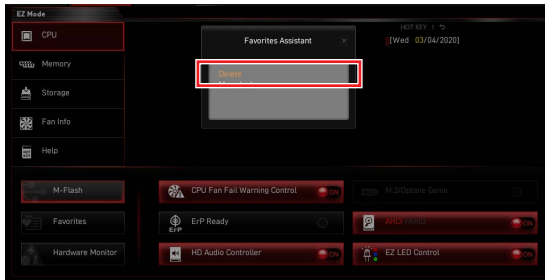 EZ Mode
HOT KEY | ↩
CPU
Favorites Assistant ×
[Wed 03/04/2020]
Memory
Delete
Storage
Fan Info
Help
M-Flash
CPU Fan Fail Warning Control
ON
M.2/Optane Genie
Favorites
ErP
ErP Ready
AHCI / RAID
ON
Hardware Monitor
HD Audio Controller
ON
EZ LED Control
ON